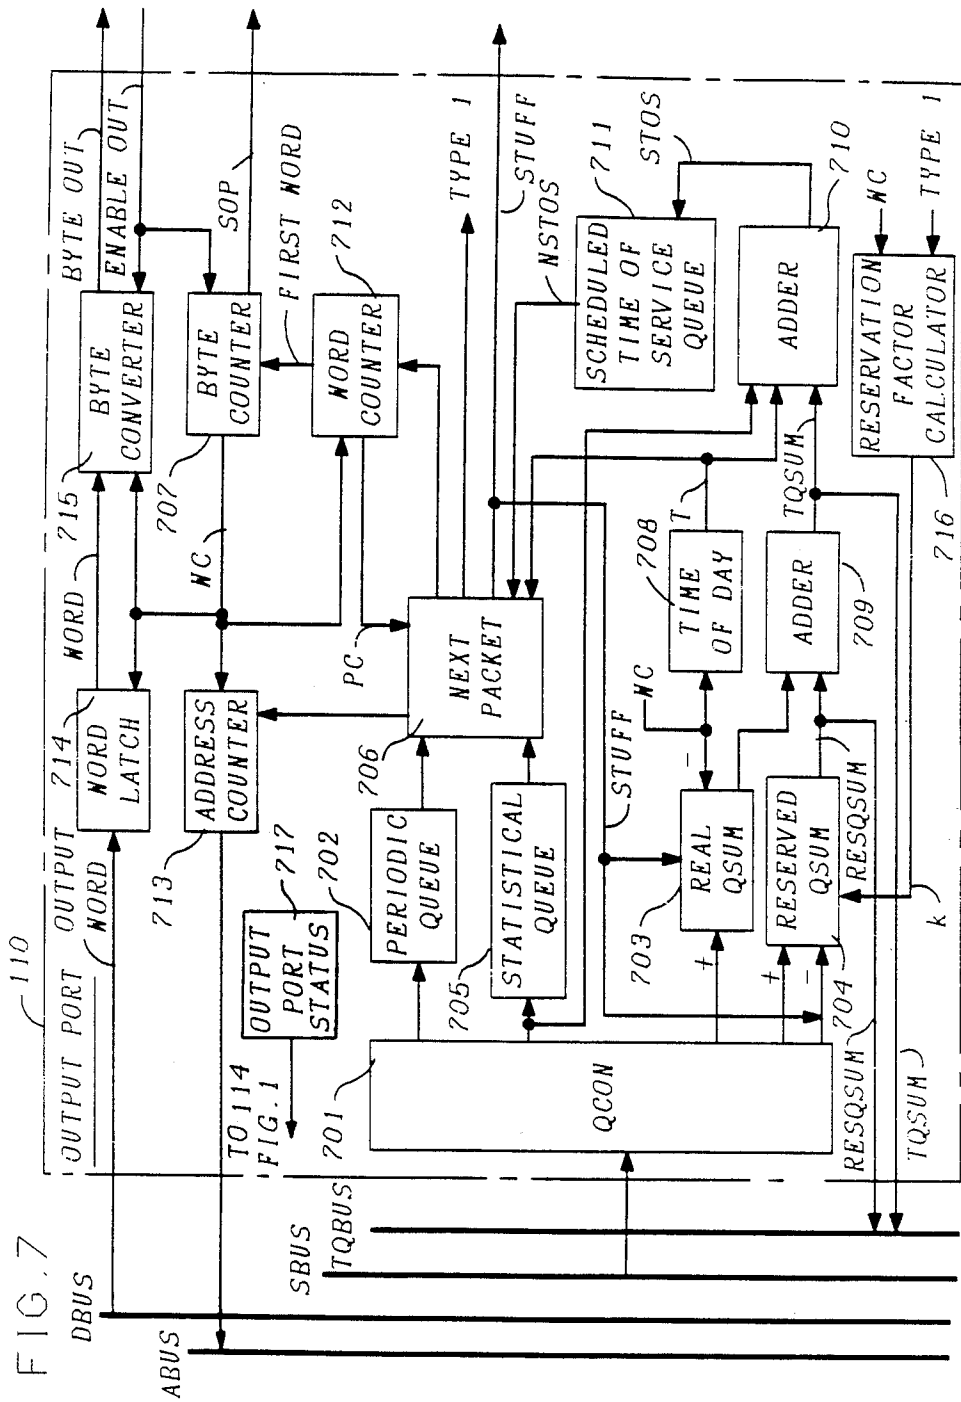 FIG. 7
110
OUTPUT PORT
DBUS
ABUS
SBUS
TQBUS
OUTPUT
WORD
714
WORD
LATCH
WORD
715
BYTE
CONVERTER
BYTE OUT
ENABLE OUT
713
ADDRESS
COUNTER
WC
707
BYTE
COUNTER
SOP
FIRST WORD
712
WORD
COUNTER
PC
717
OUTPUT
PORT
STATUS
TO 114
FIG. 1
702
PERIODIC
QUEUE
706
NEXT
PACKET
TYPE 1
STUFF
705
STATISTICAL
QUEUE
701
QCON
NSTOS
711
SCHEDULED
TIME OF
SERVICE
QUEUE
STOS
STUFF
WC
708
TIME
OF DAY
T
710
ADDER
703
REAL
QSUM
+
-
704
RESERVED
QSUM
+
-
RESQSUM
709
ADDER
TQSUM
716
RESERVATION
FACTOR
CALCULATOR
WC
TYPE 1
k
RESQSUM
TQSUM